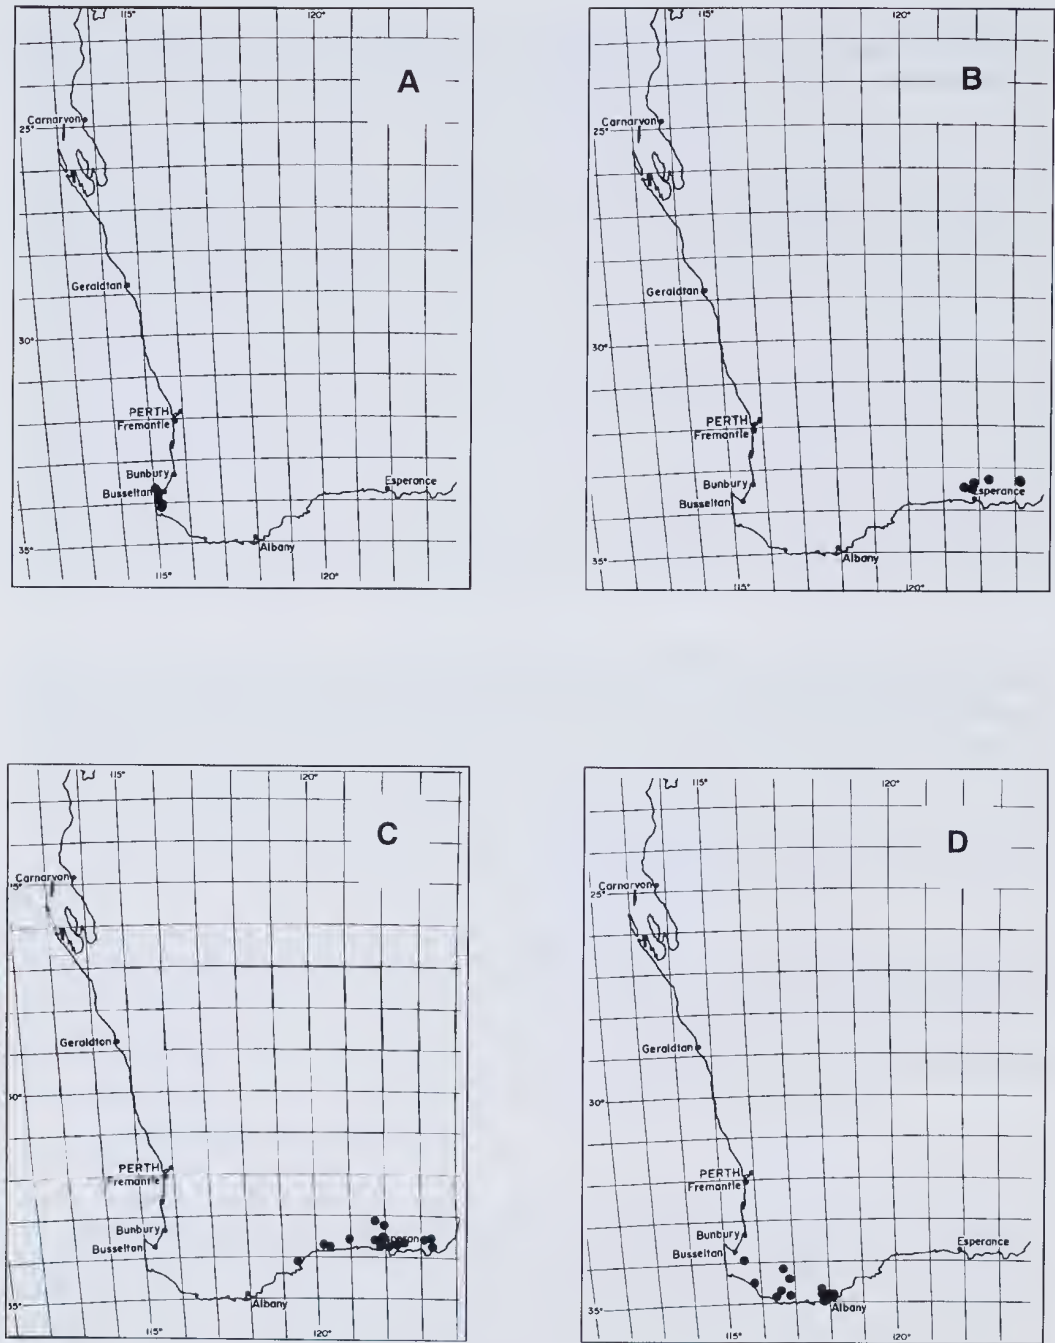 115° 120°
A
Carnarvon
25°
Geraldton
30°
PERTH
Fremantle
Bunbury
Busselton
Esperance
Albany
35°
115° 120°
115° 120°
B
Carnarvon
25°
Geraldton
30°
PERTH
Fremantle
Bunbury
Busselton
Esperance
Albany
35°
115° 120°
115° 120°
C
Carnarvon
Geraldton
PERTH
Fremantle
Bunbury
Busselton
Albany
35°
115° 120°
115° 120°
D
Carnarvon
25°
Geraldton
30°
PERTH
Fremantle
Bunbury
Busselton
Esperance
Albany
35°
115° 120°